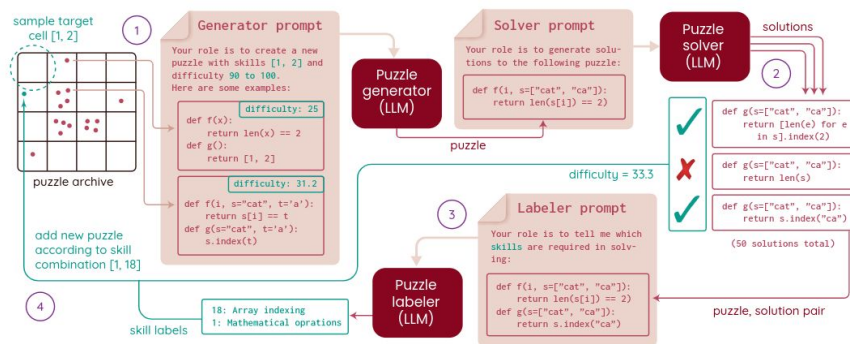 sample target
cell [1, 2]
1
Generator prompt
Your role is to create a new
puzzle with skills [1, 2] and
difficulty 90 to 100.
Here are some examples:
difficulty: 25
def f(x):
return len(x) == 2
def g():
return [1, 2]
difficulty: 31.2
def f(i, s="cat", t='a'):
return s[i] == t
def g(s="cat", t='a'):
s.index(t)
puzzle archive
Puzzle
generator
(LLM)
puzzle
Solver prompt
Your role is to generate solu-
tions to the following puzzle:
def f(i, s=["cat", "ca"]):
return len(s[i]) == 2)
Puzzle
solver
(LLM)
solutions
2
def g(s=["cat", "ca"]):
return [len(e) for e
in s].index(2)
def g(s=["cat", "ca"]):
return len(s)
def g(s=["cat", "ca"]):
return s.index("ca")
(50 solutions total)
difficulty = 33.3
puzzle, solution pair
3
Labeler prompt
Your role is to tell me which
skills are required in solv-
ing:
def f(i, s=["cat", "ca"]):
return len(s[i]) == 2)
def g(s=["cat", "ca"]):
return s.index("ca")
Puzzle
labeler
(LLM)
18: Array indexing
1: Mathematical oprations
skill labels
add new puzzle
according to skill
combination [1, 18]
4